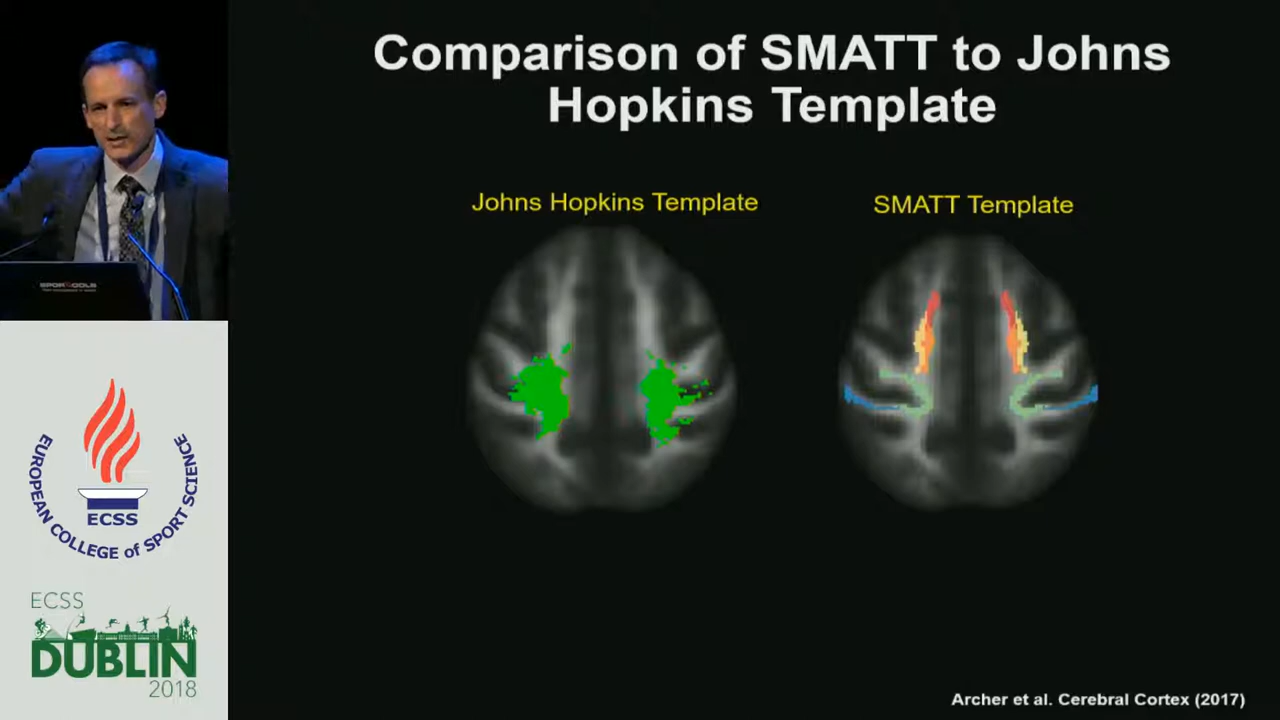 Comparison of SMATT to Johns
Hopkins Template
Johns Hopkins Template
SMATT Template
EUROPEAN COLLEGE of SPORT SCIENCE
ECSS
ECSS
DUBLIN
2018
Archer et al. Cerebral Cortex (2017)